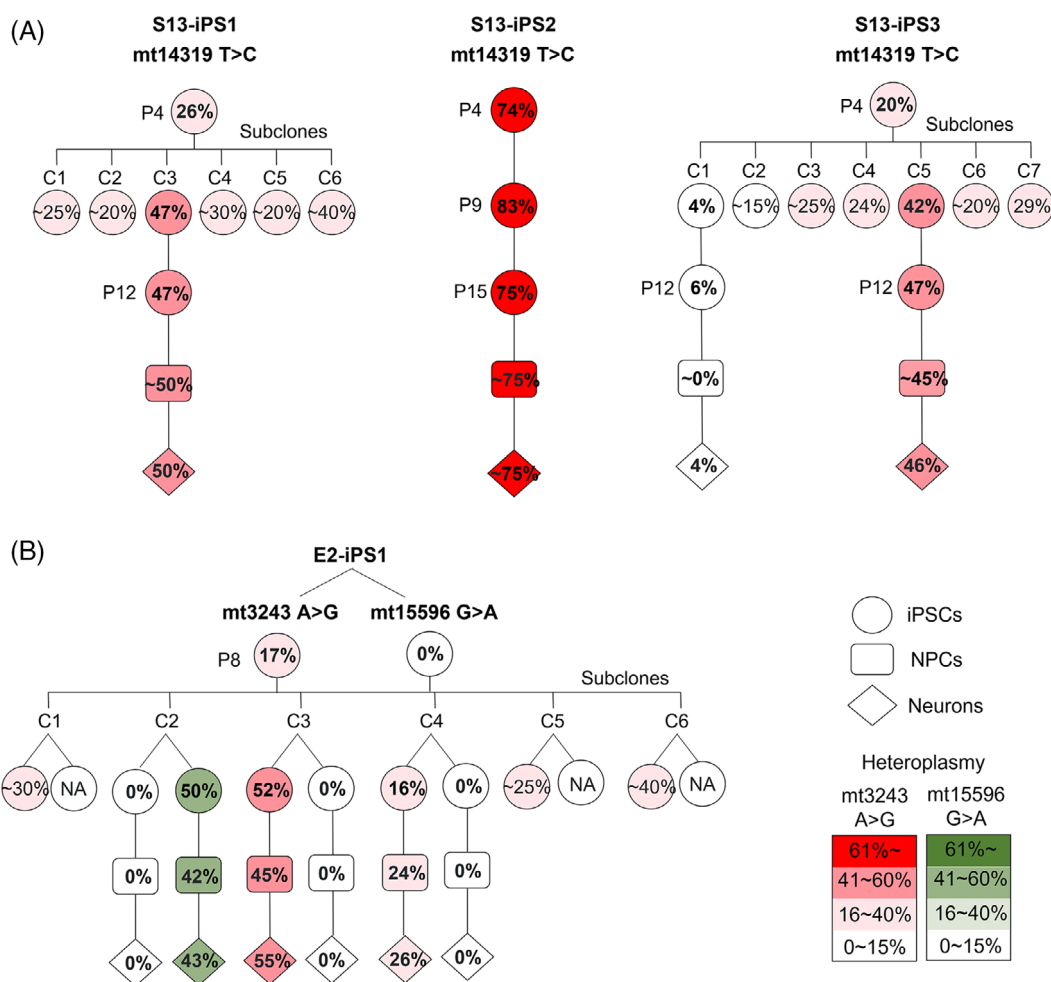 (A)
S13-iPS1 S13-iPS2 S13-iPS3
mt14319 T>C mt14319 T>C mt14319 T>C
P4 26% Subclones P4 74% P4 20% Subclones
C1 C2 C3 C4 C5 C6 C1 C2 C3 C4 C5 C6 C7
~25% ~20% 47% ~30% ~20% ~40% P9 83% 4% ~15% ~25% 24% 42% ~20% 29%
P12 47% P15 75% P12 6% P12 47%
~50% ~75% ~0% ~45%
50% ~75% 4% 46%
(B)
E2-iPS1
mt3243 A>G mt15596 G>A
P8 17% 0%
Subclones
C1 C2 C3 C4 C5 C6
~30% NA 0% 50% 52% 0% 16% 0% ~25% NA ~40% NA
0% 42% 45% 0% 24% 0%
0% 43% 55% 0% 26% 0%
iPSCs
NPCs
Neurons
Heteroplasmy
mt3243 mt15596
A>G G>A
61%~ 61%~
41~60% 41~60%
16~40% 16~40%
0~15% 0~15%